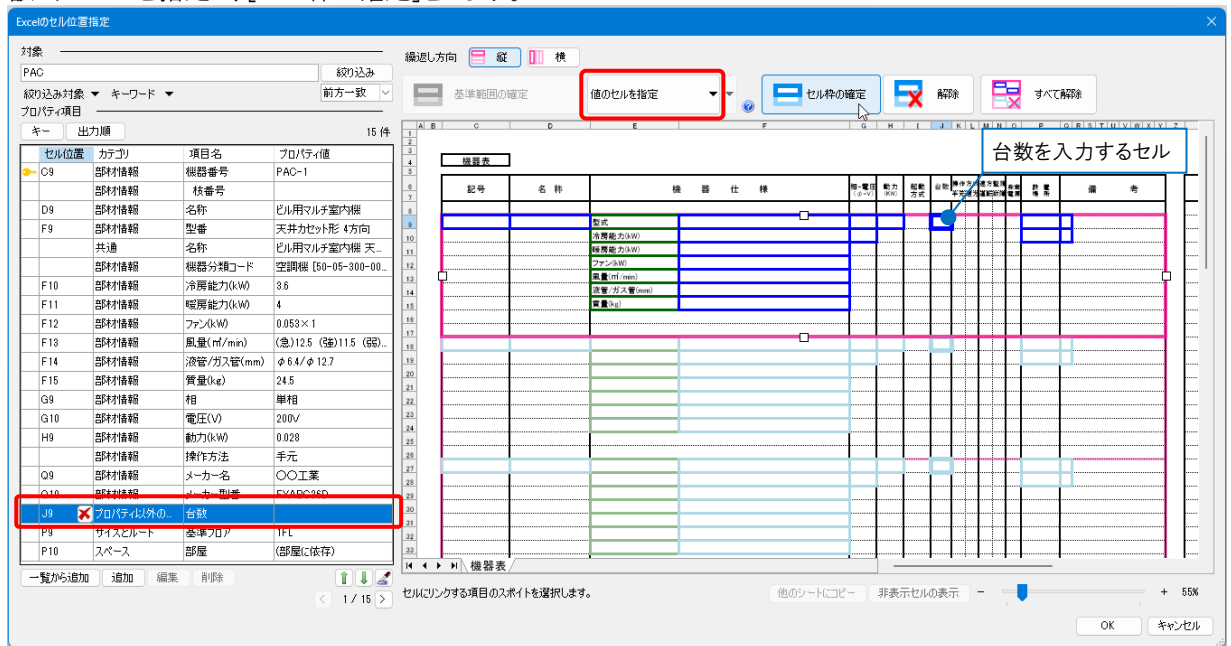 Excelのセル位置指定
対象
PAC
絞り込み
絞り込み対象 ▼ キーワード ▼
前方一致
プロパティ項目
キー 出力順
15 件
セル位置 カテゴリ 項目名 プロパティ値
C9 部材情報 機器番号 PAC-1
部材情報 枝番号
D9 部材情報 名称 ビル用マルチ室内機
F9 部材情報 型番 天井カセット形 4方向
共通 名称 ビル用マルチ室内機 天...
部材情報 機器分類コード 空調機 [50-05-300-00...
F10 部材情報 冷房能力(kW) 3.6
F11 部材情報 暖房能力(kW) 4
F12 部材情報 ファン(kW) 0.053×1
F13 部材情報 風量(㎥/min) (急)12.5 (強)11.5 (弱)...
F14 部材情報 液管/ガス管(mm) φ6.4/φ12.7
F15 部材情報 質量(kg) 24.5
G9 部材情報 相 単相
G10 部材情報 電圧(V) 200V
H9 部材情報 動力(kW) 0.028
部材情報 操作方法 手元
Q9 部材情報 メーカー名 〇〇工業
J9 プロパティ以外の... 台数
P9 サイズとルート 基準フロア 1FL
P10 スペース 部屋 (部屋に依存)
一覧から追加 追加 編集 削除
1 / 15
繰返し方向 縦 横
基準範囲の確定
値のセルを指定
セル枠の確定
解除
すべて解除
台数を入力するセル
機器表
記号 名 称 機 器 仕 様 相-電圧 (φ-V) 動力 (KW) 起動方式 台数 設置場所 備 考
型式
冷房能力(kW)
暖房能力(kW)
ファン(kW)
風量(㎥/min)
液管/ガス管(mm)
質量(kg)
機器表
セルにリンクする項目のスポイトを選択します。
他のシートにコピー 非表示セルの表示 - + 55%
OK キャンセル